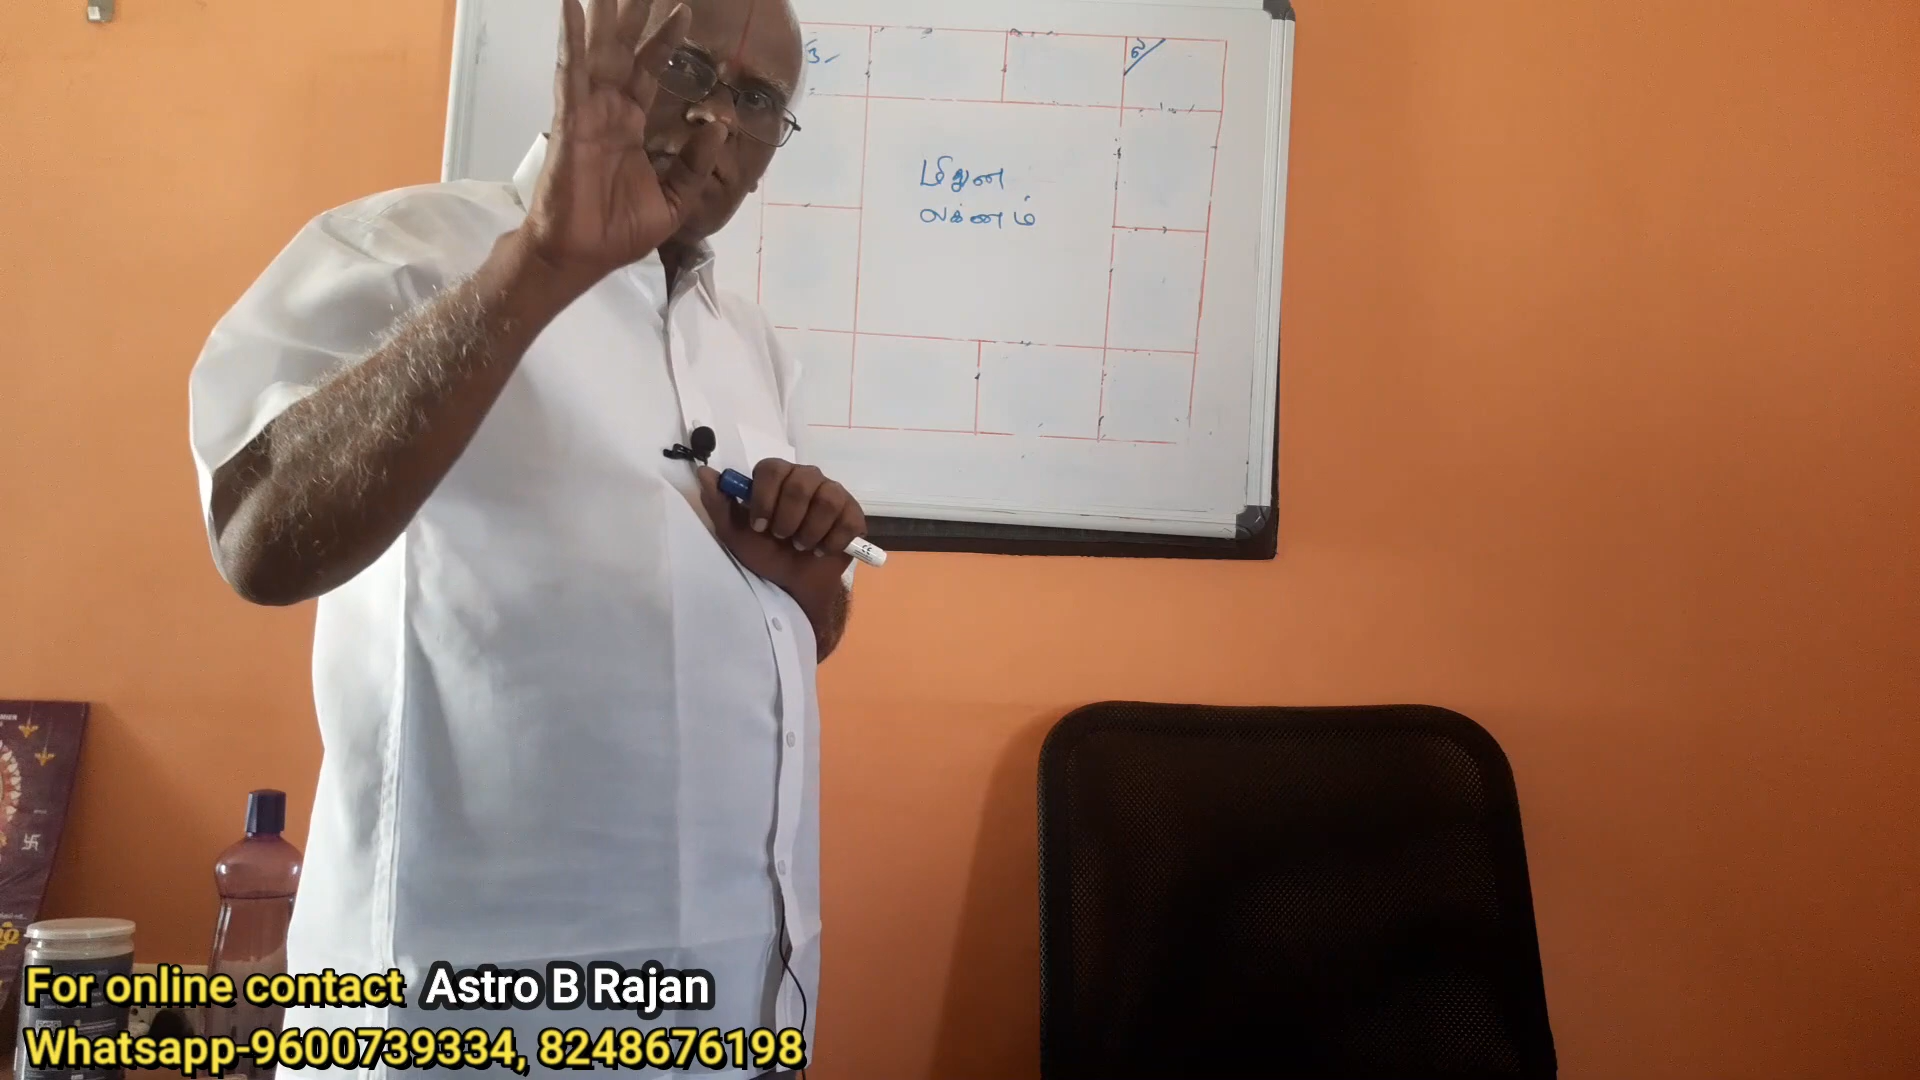 மிதுன
லக்னம்
For online contact Astro B Rajan
Whatsapp-9600739334, 8248676198